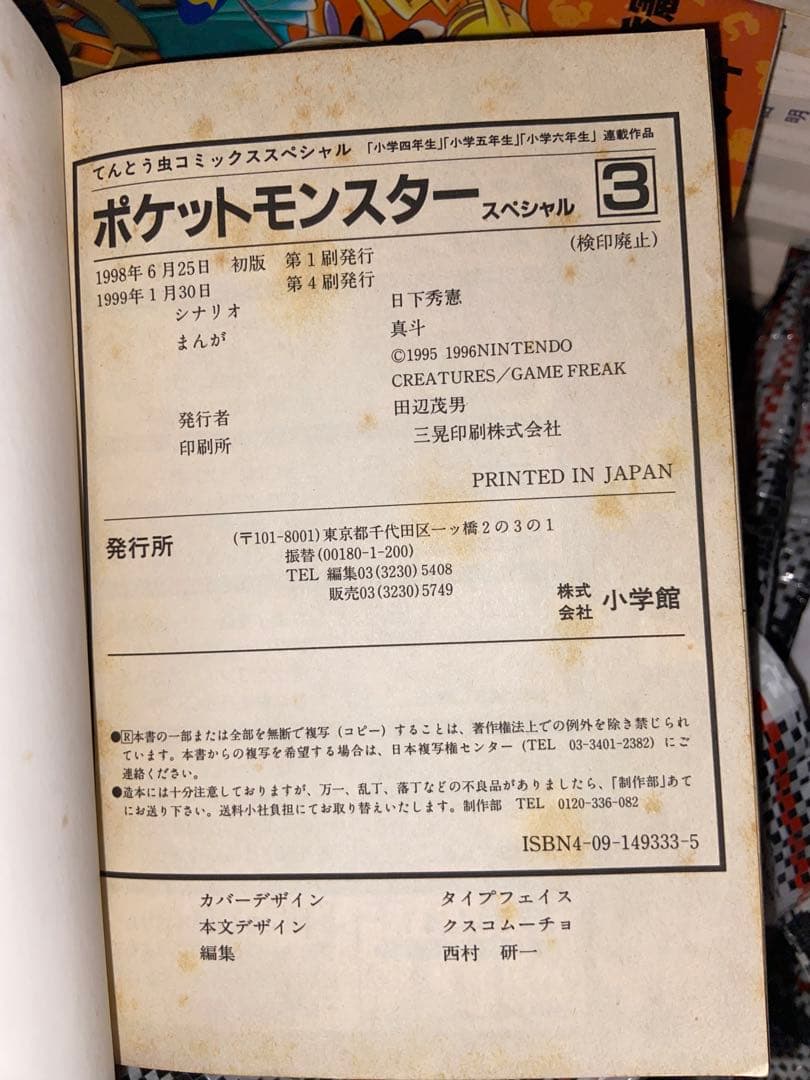 てんとう虫コミックススペシャル 「小学四年生」「小学五年生」「小学六年生」連載作品
ポケットモンスター スペシャル 3
(検印廃止)
1998年6月25日 初版 第1刷発行
1999年1月30日 第4刷発行
シナリオ 日下秀憲
まんが 真斗
©1995 1996NINTENDO
CREATURES/GAME FREAK
発行者 田辺茂男
印刷所 三晃印刷株式会社
PRINTED IN JAPAN
発行所 (〒101-8001)東京都千代田区一ッ橋2の3の1
振替(00180-1-200)
TEL 編集03(3230)5408
販売03(3230)5749
株式会社 小学館
●Ⓡ本書の一部または全部を無断で複写(コピー)することは、著作権法上での例外を除き禁じられ
ています。本書からの複写を希望する場合は、日本複写権センター(TEL 03-3401-2382)にご
連絡ください。
●造本には十分注意しておりますが、万一、乱丁、落丁などの不良品がありましたら、「制作部」あて
にお送り下さい。送料小社負担にてお取り替えいたします。制作部 TEL 0120-336-082
ISBN4-09-149333-5
カバーデザイン タイプフェイス
本文デザイン クスコムーチョ
編集 西村 研一
明